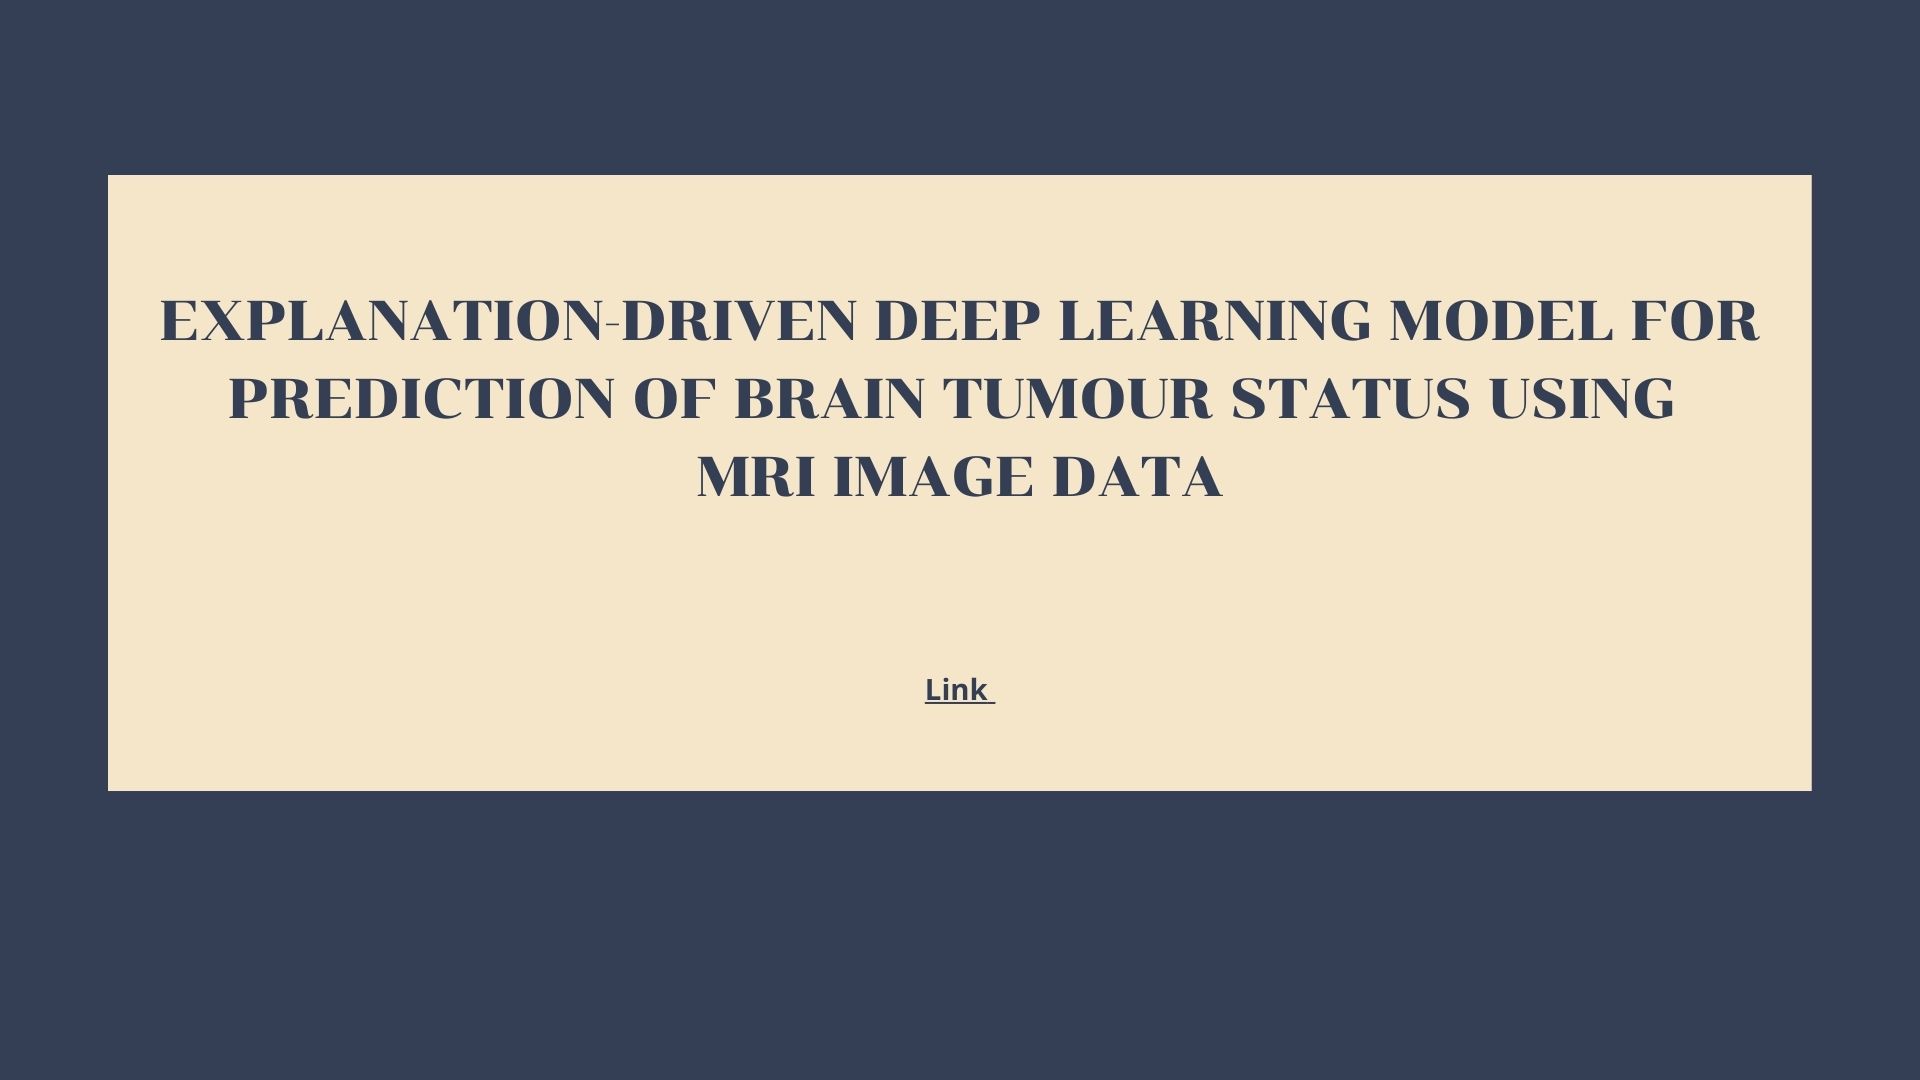 EXPLANATION-DRIVEN DEEP LEARNING MODEL FOR
PREDICTION OF BRAIN TUMOUR STATUS USING
MRI IMAGE DATA
Link